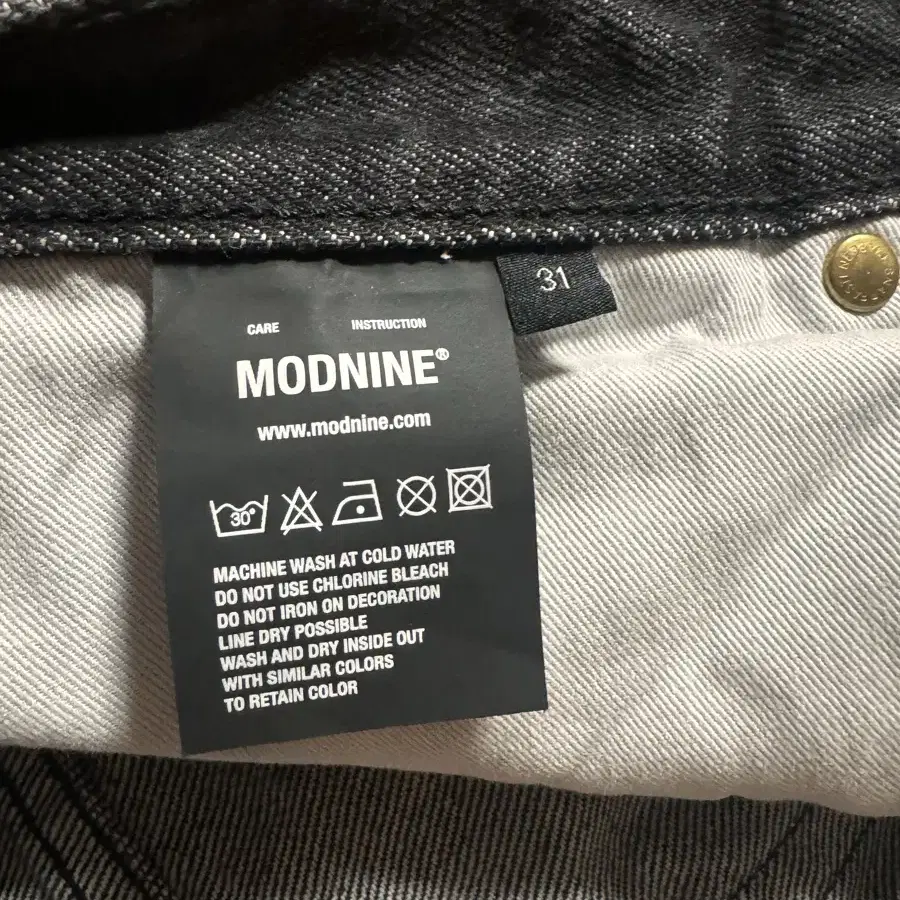 31
CARE INSTRUCTION
MODNINE®
www.modnine.com
30°
MACHINE WASH AT COLD WATER
DO NOT USE CHLORINE BLEACH
DO NOT IRON ON DECORATION
LINE DRY POSSIBLE
WASH AND DRY INSIDE OUT
WITH SIMILAR COLORS
TO RETAIN COLOR